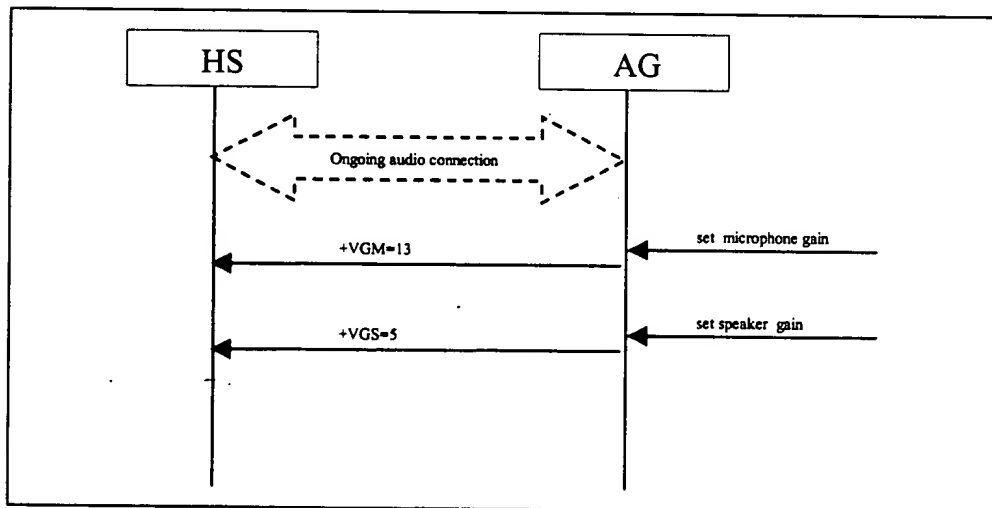 HS
AG
Ongoing audio connection
set microphone gain
+VGM=13
set speaker gain
+VGS=5